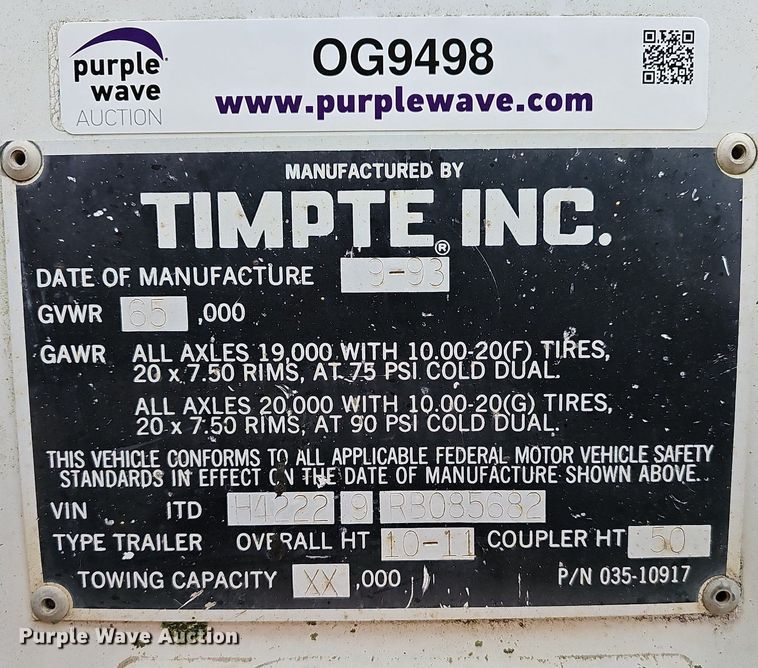 purple
wave
AUCTION
OG9498
www.purplewave.com
MANUFACTURED BY
TIMPTE® INC.
DATE OF MANUFACTURE 9-93
GVWR 65 ,000
GAWR ALL AXLES 19,000 WITH 10.00-20(F) TIRES,
20 x 7.50 RIMS, AT 75 PSI COLD DUAL.
ALL AXLES 20,000 WITH 10.00-20(G) TIRES,
20 x 7.50 RIMS, AT 90 PSI COLD DUAL.
THIS VEHICLE CONFORMS TO ALL APPLICABLE FEDERAL MOTOR VEHICLE SAFETY
STANDARDS IN EFFECT ON THE DATE OF MANUFACTURE SHOWN ABOVE.
VIN ITD H4222 9 RB085682
TYPE TRAILER OVERALL HT 10-11 COUPLER HT 50
TOWING CAPACITY XX ,000
P/N 035-10917
Purple Wave Auction